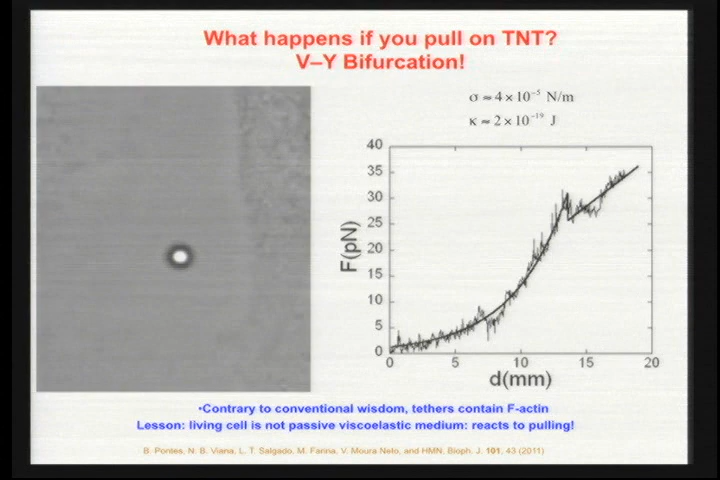 What happens if you pull on TNT?
V–Y Bifurcation!
σ ≈ 4 × 10⁻⁵ N/m
κ ≈ 2 × 10⁻¹⁹ J
40
35
30
25
20
15
10
5
0
F(pN)
0 5 10 15 20
d(mm)
•Contrary to conventional wisdom, tethers contain F-actin
Lesson: living cell is not passive viscoelastic medium: reacts to pulling!
B. Pontes, N. B. Viana, L. T. Salgado, M. Farina, V. Moura Neto, and HMN, Bioph. J. 101, 43 (2011)